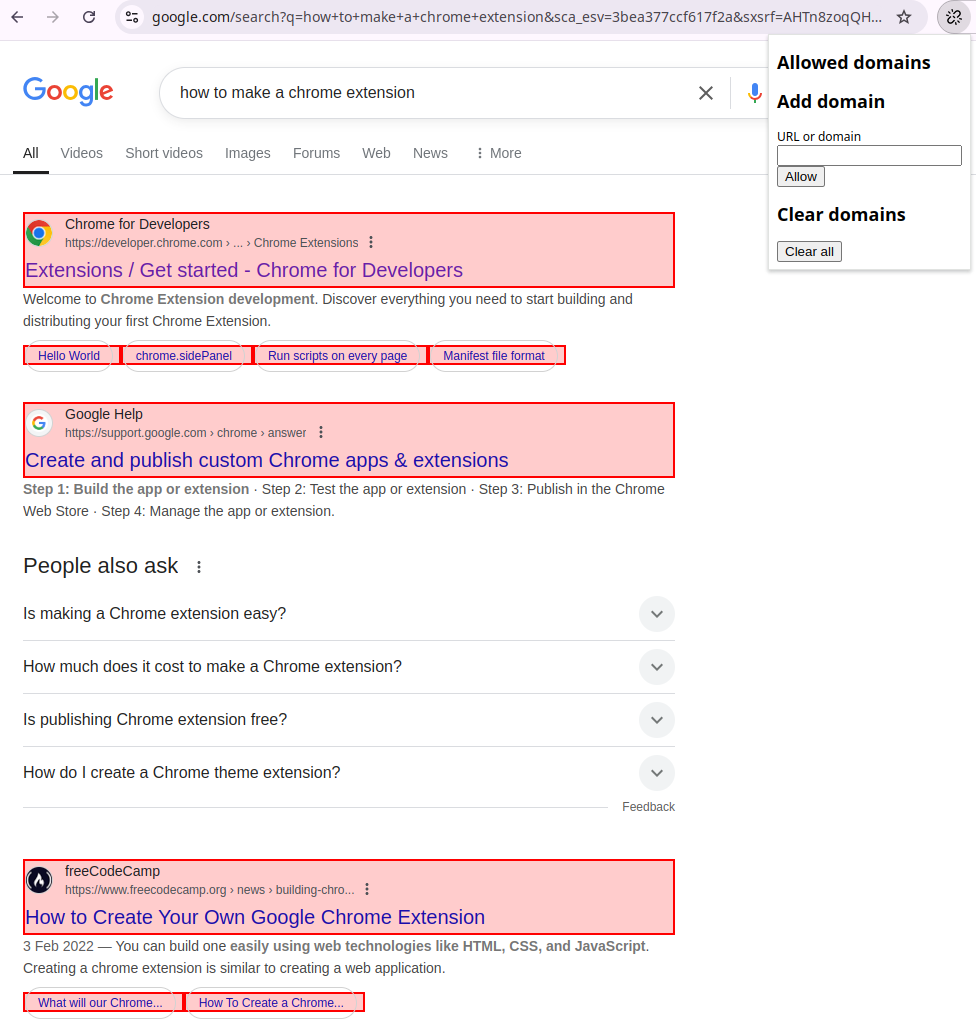 google.com/search?q=how+to+make+a+chrome+extension&sca_esv=3bea377ccf617f2a&sxsrf=AHTn8zoqQH...
Allowed domains
Add domain
URL or domain
Allow
Clear domains
Clear all
Google
how to make a chrome extension
All Videos Short videos Images Forums Web News More
Chrome for Developers
https://developer.chrome.com › ... › Chrome Extensions
Extensions / Get started - Chrome for Developers
Welcome to Chrome Extension development. Discover everything you need to start building and
distributing your first Chrome Extension.
Hello World chrome.sidePanel Run scripts on every page Manifest file format
Google Help
https://support.google.com › chrome › answer
Create and publish custom Chrome apps & extensions
Step 1: Build the app or extension · Step 2: Test the app or extension · Step 3: Publish in the Chrome
Web Store · Step 4: Manage the app or extension.
People also ask
Is making a Chrome extension easy?
How much does it cost to make a Chrome extension?
Is publishing Chrome extension free?
How do I create a Chrome theme extension?
Feedback
freeCodeCamp
https://www.freecodecamp.org › news › building-chro...
How to Create Your Own Google Chrome Extension
3 Feb 2022 — You can build one easily using web technologies like HTML, CSS, and JavaScript.
Creating a chrome extension is similar to creating a web application.
What will our Chrome... How To Create a Chrome...